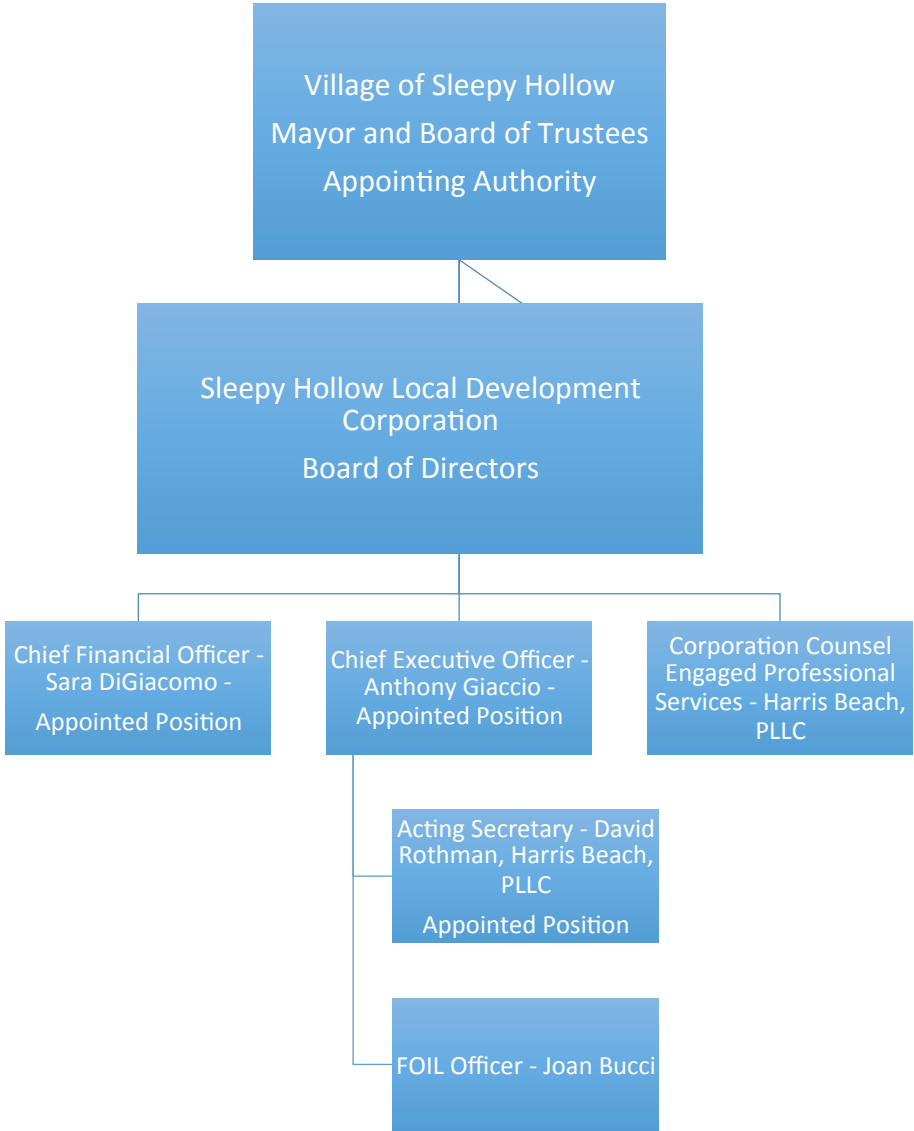 Village of Sleepy Hollow
Mayor and Board of Trustees
Appointing Authority
Sleepy Hollow Local Development
Corporation
Board of Directors
Chief Financial Officer -
Sara DiGiacomo -
Appointed Position
Chief Executive Officer -
Anthony Giaccio -
Appointed Position
Corporation Counsel
Engaged Professional
Services - Harris Beach,
PLLC
Acting Secretary - David
Rothman, Harris Beach,
PLLC
Appointed Position
FOIL Officer - Joan Bucci